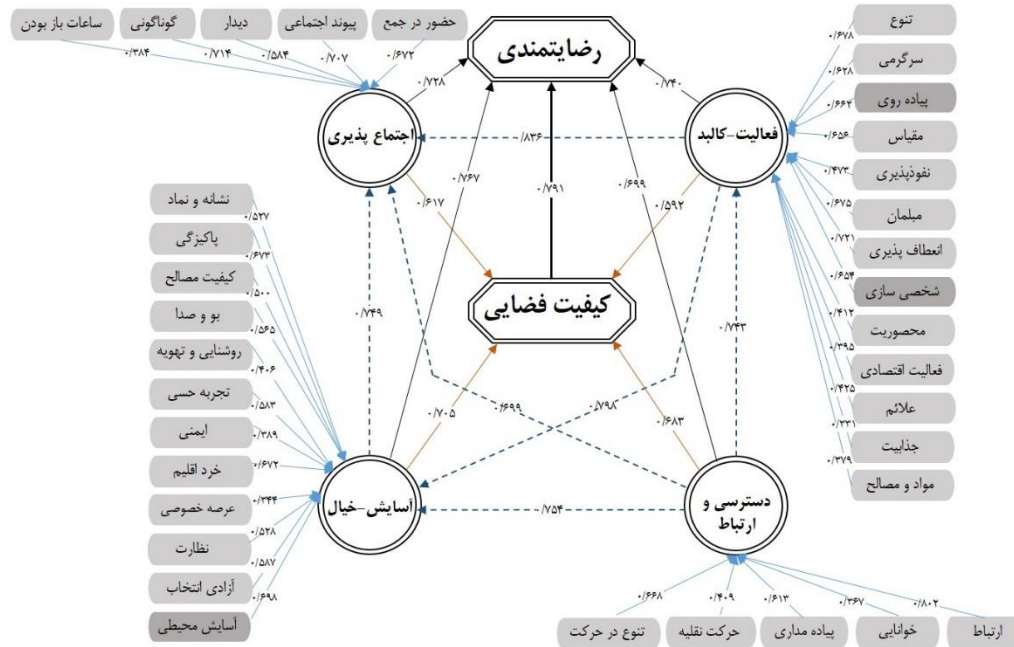 حضور در جمع
پیوند اجتماعی
دیدار
گوناگونی
ساعات باز بودن
۰/۶۷۲
۰/۷۰۷
۰/۵۸۴
۰/۷۱۴
۰/۳۸۴
رضایتمندی
۰/۷۲۸
۰/۷۴۰
اجتماع پذیری
فعالیت-کالبد
۰/۸۳۶
۰/۷۶۷
۰/۷۹۱
۰/۶۹۹
۰/۶۱۷
۰/۵۹۲
کیفیت فضایی
۰/۷۴۹
۰/۷۴۳
۰/۷۰۵
۰/۶۹۹
۰/۷۹۸
۰/۶۸۳
آسایش-خیال
دسترسی و
ارتباط
۰/۷۵۴
تنوع
۰/۶۷۸
سرگرمی
۰/۶۲۸
پیاده روی
۰/۶۶۲
مقیاس
۰/۶۵۶
نفوذپذیری
۰/۴۷۳
مبلمان
۰/۶۷۵
انعطاف پذیری
۰/۷۲۱
شخصی سازی
۰/۶۵۴
محصوریت
۰/۴۱۲
فعالیت اقتصادی
۰/۳۹۵
علائم
۰/۴۲۵
جذابیت
۰/۳۳۱
مواد و مصالح
۰/۳۷۹
نشانه و نماد
۰/۵۲۷
پاکیزگی
۰/۶۷۳
کیفیت مصالح
۰/۵۰۰
بو و صدا
۰/۵۶۵
روشنایی و تهویه
۰/۴۰۶
تجربه حسی
۰/۵۸۳
ایمنی
۰/۳۸۹
خرد اقلیم
۰/۶۷۲
عرصه خصوصی
۰/۳۴۴
نظارت
۰/۵۲۸
آزادی انتخاب
۰/۵۸۷
آسایش محیطی
۰/۶۹۸
۰/۸۰۲
۰/۳۶۷
۰/۶۱۳
۰/۴۰۹
۰/۶۶۸
ارتباط
خوانایی
پیاده مداری
حرکت نقلیه
تنوع در حرکت